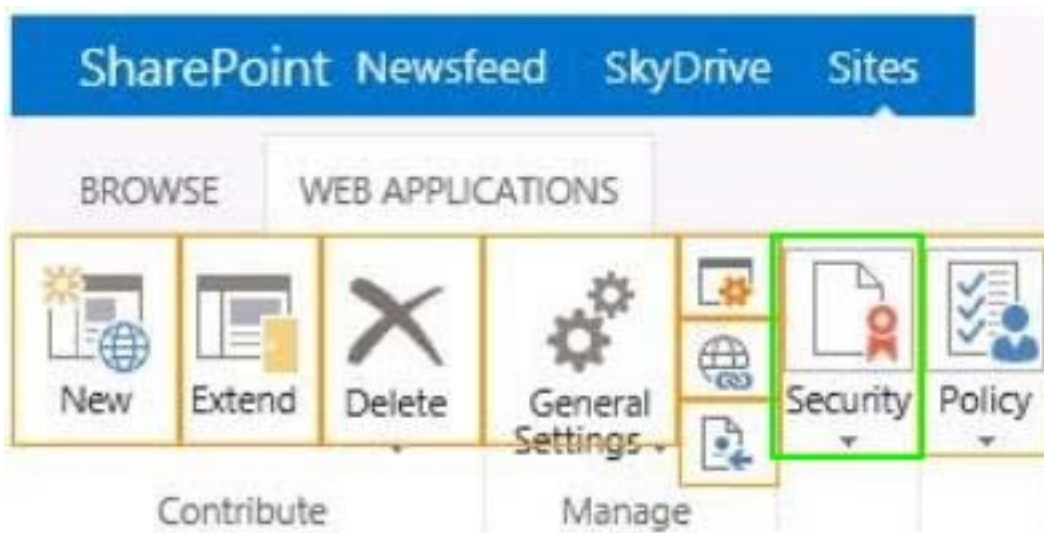 SharePoint Newsfeed SkyDrive Sites
BROWSE WEB APPLICATIONS
New Extend Delete General Settings Security Policy
Contribute Manage